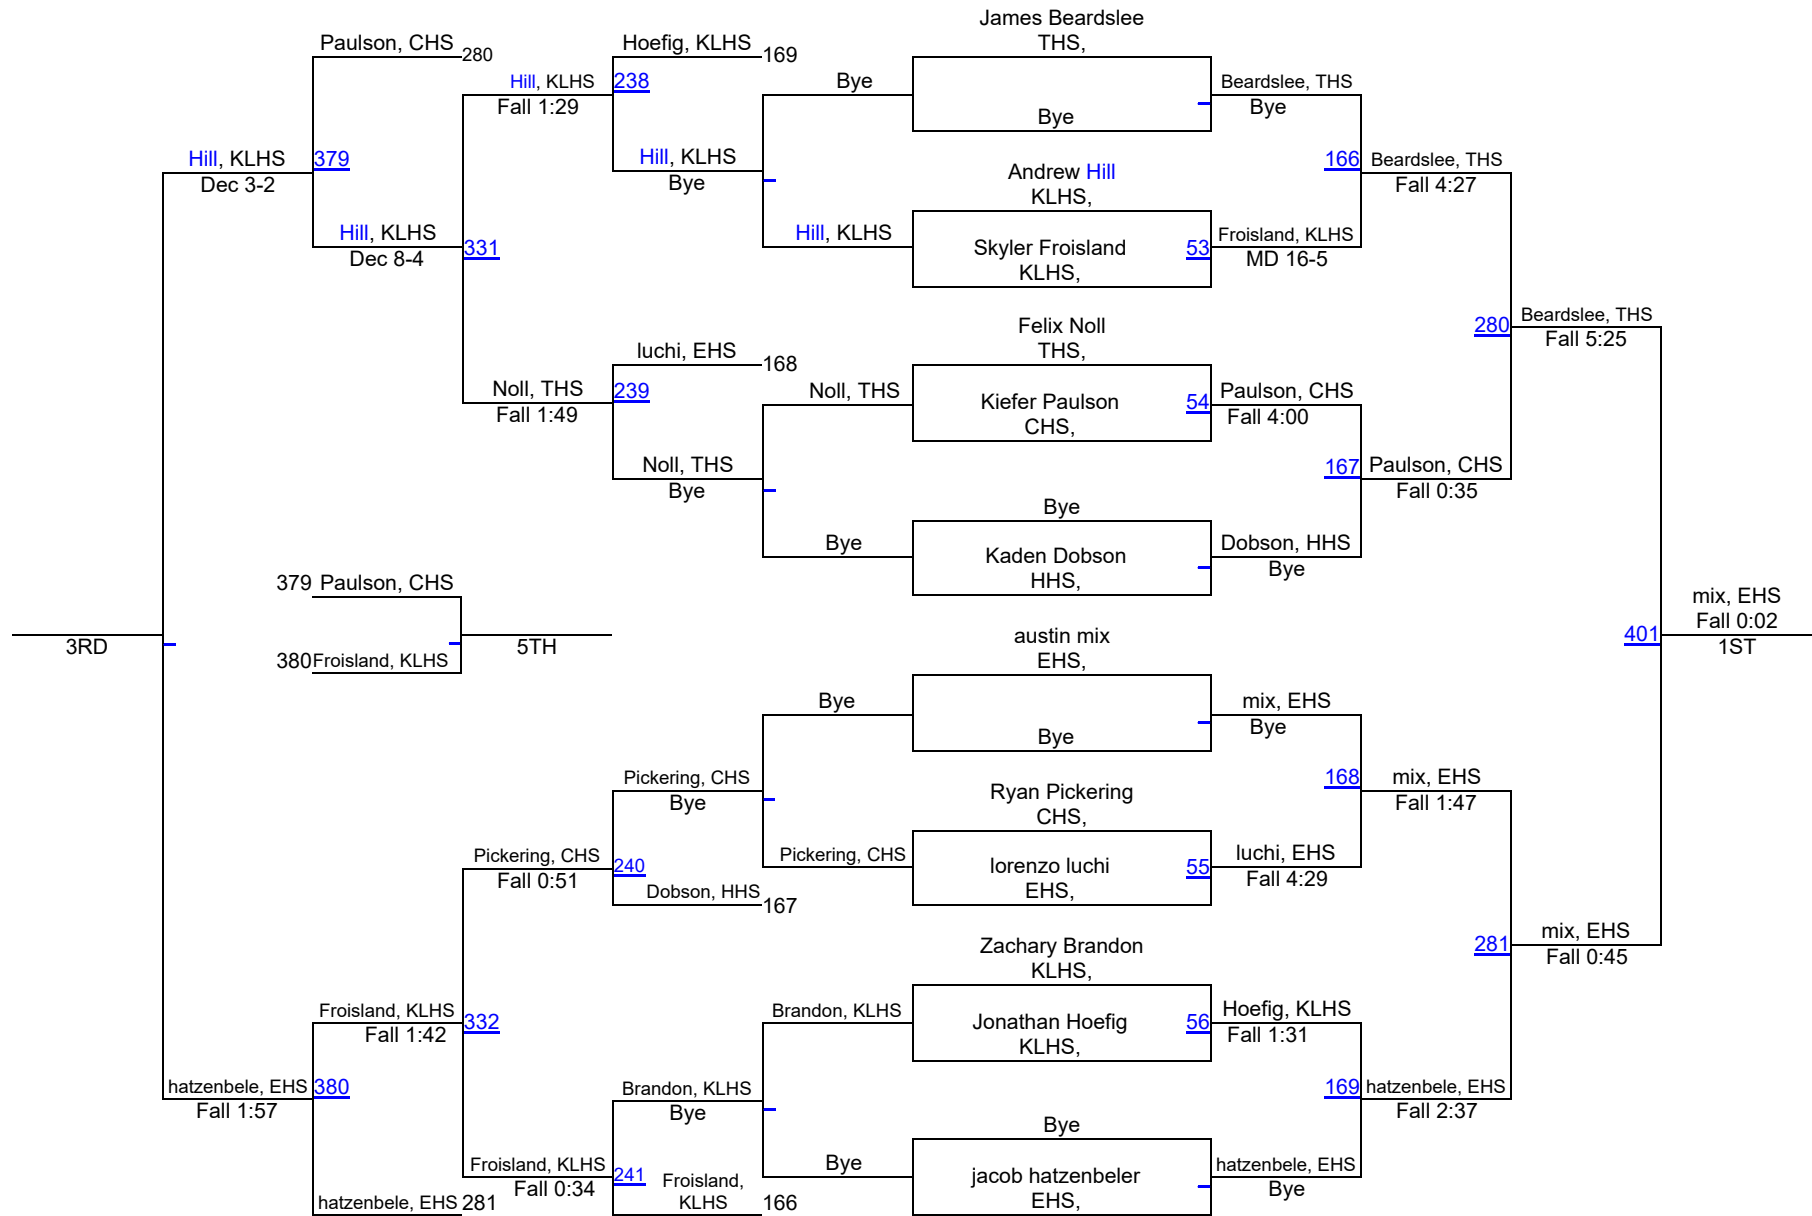 James Beardslee
THS,
Paulson, CHS
280
Hoefig, KLHS
169
Hill, KLHS
238
Fall 1:29
Bye
Beardslee, THS
Bye
Bye
Hill, KLHS
379
Dec 3-2
Hill, KLHS
Bye
Andrew Hill
KLHS,
166
Beardslee, THS
Fall 4:27
Hill, KLHS
331
Dec 8-4
Hill, KLHS
Skyler Froisland
KLHS,
53
Froisland, KLHS
MD 16-5
Felix Noll
THS,
280
Beardslee, THS
Fall 5:25
luchi, EHS
168
Noll, THS
239
Fall 1:49
Noll, THS
Kiefer Paulson
CHS,
54
Paulson, CHS
Fall 4:00
Noll, THS
Bye
167
Paulson, CHS
Fall 0:35
Bye
Bye
Kaden Dobson
HHS,
Dobson, HHS
Bye
379 Paulson, CHS
3RD
380 Froisland, KLHS
5TH
austin mix
EHS,
401
mix, EHS
Fall 0:02
1ST
Bye
Bye
mix, EHS
Bye
Pickering, CHS
Bye
Ryan Pickering
CHS,
168
mix, EHS
Fall 1:47
Pickering, CHS
240
Fall 0:51
Pickering, CHS
lorenzo luchi
EHS,
55
luchi, EHS
Fall 4:29
Dobson, HHS
167
Zachary Brandon
KLHS,
281
mix, EHS
Fall 0:45
Froisland, KLHS
332
Fall 1:42
Brandon, KLHS
Jonathan Hoefig
KLHS,
56
Hoefig, KLHS
Fall 1:31
hatzenbele, EHS
380
Fall 1:57
Brandon, KLHS
Bye
169
hatzenbele, EHS
Fall 2:37
Bye
Froisland, KLHS
241
Fall 0:34
Froisland,
KLHS
166
Bye
jacob hatzenbeler
EHS,
hatzenbele, EHS
Bye
hatzenbele, EHS
281